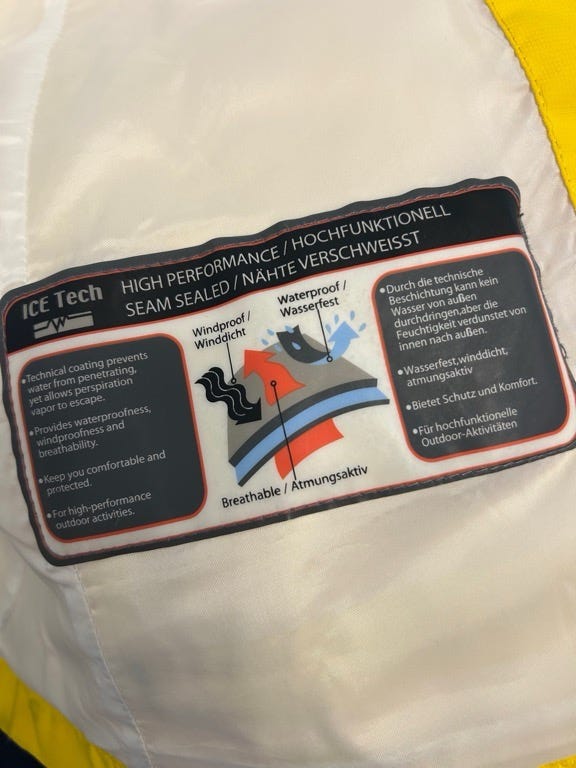 ICE Tech
HIGH PERFORMANCE / HOCHFUNKTIONELL
SEAM SEALED / NÄHTE VERSCHWEISST
•Technical coating prevents
water from penetrating,
yet allows perspiration
vapor to escape.
•Provides waterproofness,
windproofness and
breathability.
•Keep you comfortable and
protected.
•For high-performance
outdoor activities.
Windproof /
Winddicht
Waterproof /
Wasserfest
Breathable / Atmungsaktiv
•Durch die technische
Beschichtung kann kein
Wasser von außen
durchdringen,aber die
Feuchtigkeit verdunstet von
innen nach außen.
•Wasserfest,winddicht,
atmungsaktiv
•Bietet Schutz und Komfort.
•Für hochfunktionelle
Outdoor-Aktivitäten